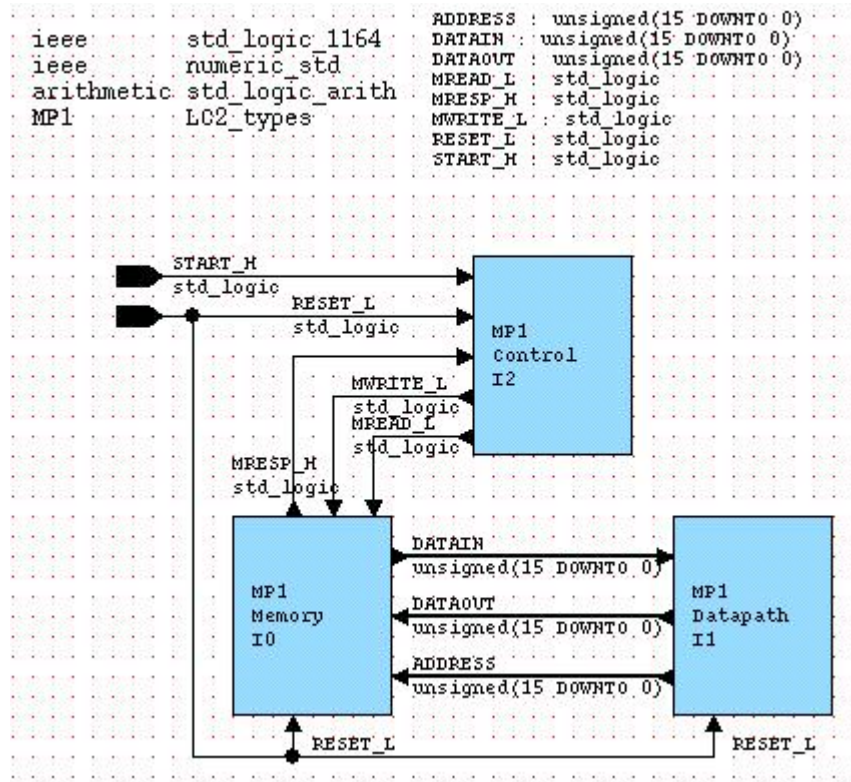 ieee std_logic_1164
ieee numeric_std
arithmetic std_logic_arith
MP1 LC2_types
ADDRESS : unsigned(15 DOWNTO 0)
DATAIN : unsigned(15 DOWNTO 0)
DATAOUT : unsigned(15 DOWNTO 0)
MREAD_L : std_logic
MRESP_H : std_logic
MWRITE_L : std_logic
RESET_L : std_logic
START_H : std_logic
START_H
std_logic
RESET_L
std_logic
MP1
Control
I2
MWRITE_L
std_logic
MREAD_L
std_logic
MRESP_H
std_logic
MP1
Memory
I0
DATAIN
unsigned(15 DOWNTO 0)
DATAOUT
unsigned(15 DOWNTO 0)
ADDRESS
unsigned(15 DOWNTO 0)
MP1
Datapath
I1
RESET_L
RESET_L